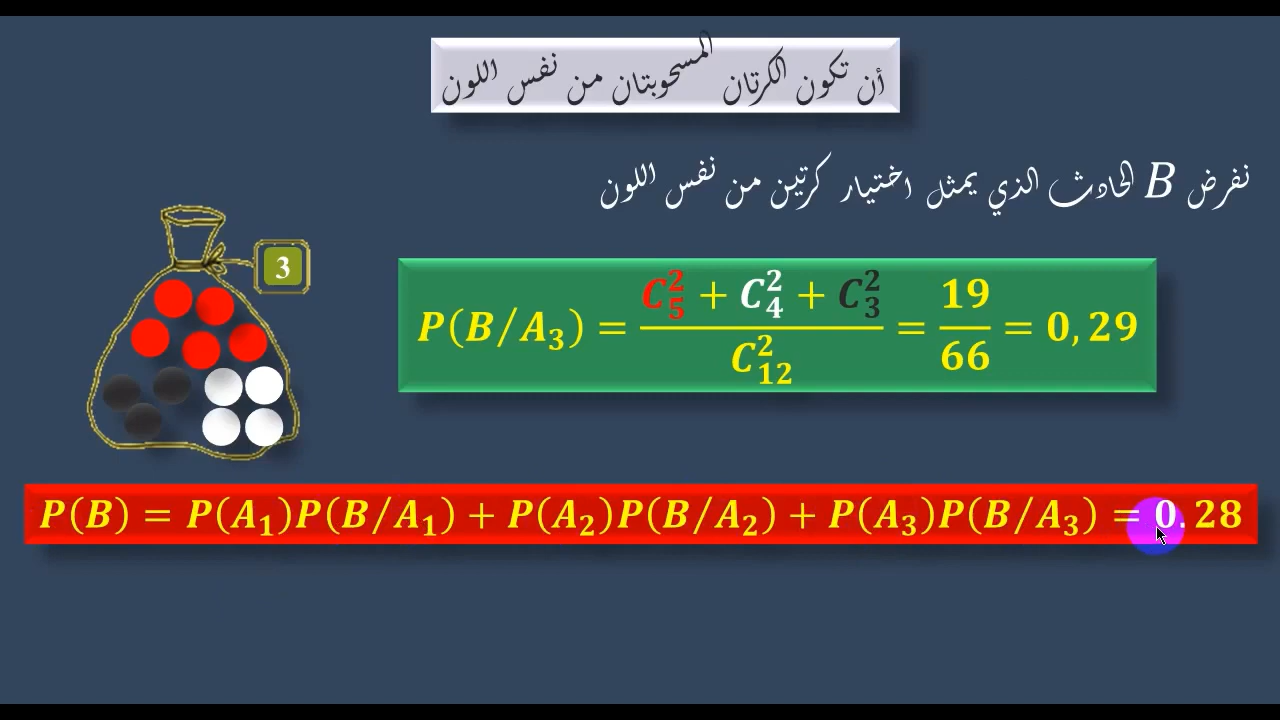 أن تكون الكرتان المسحوبتان من نفس اللون
نفرض B الحادث الذي يمثل اختيار كرتين من نفس اللون
3
P(B/A₃) = (C₅² + C₄² + C₃²) / C₁₂² = 19/66 = 0,29
P(B) = P(A₁)P(B/A₁) + P(A₂)P(B/A₂) + P(A₃)P(B/A₃) = 0.28